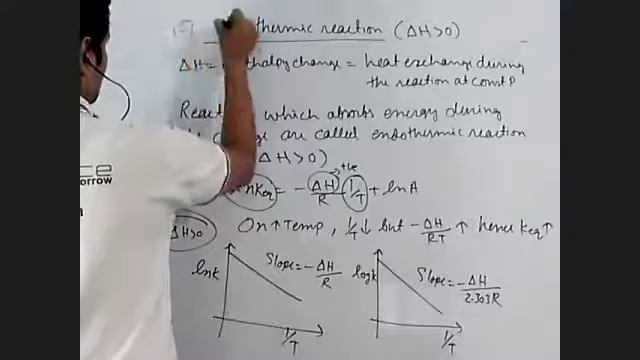 thermic reaction (ΔH>0)
ΔH = thalpy change = heat exchange during
the reaction at const P
React which absorbs energy during
change are called endothermic reaction
(ΔH>0)
+ve
nKeq = - ΔH/R (1/T) + lnA
ΔH>0 On ↑ Temp, 1/T ↓ but -ΔH/RT ↑ hence Keq ↑
lnk Slope = -ΔH/R logk Slope = -ΔH/2.303R
1/T 1/T
ce
orrow